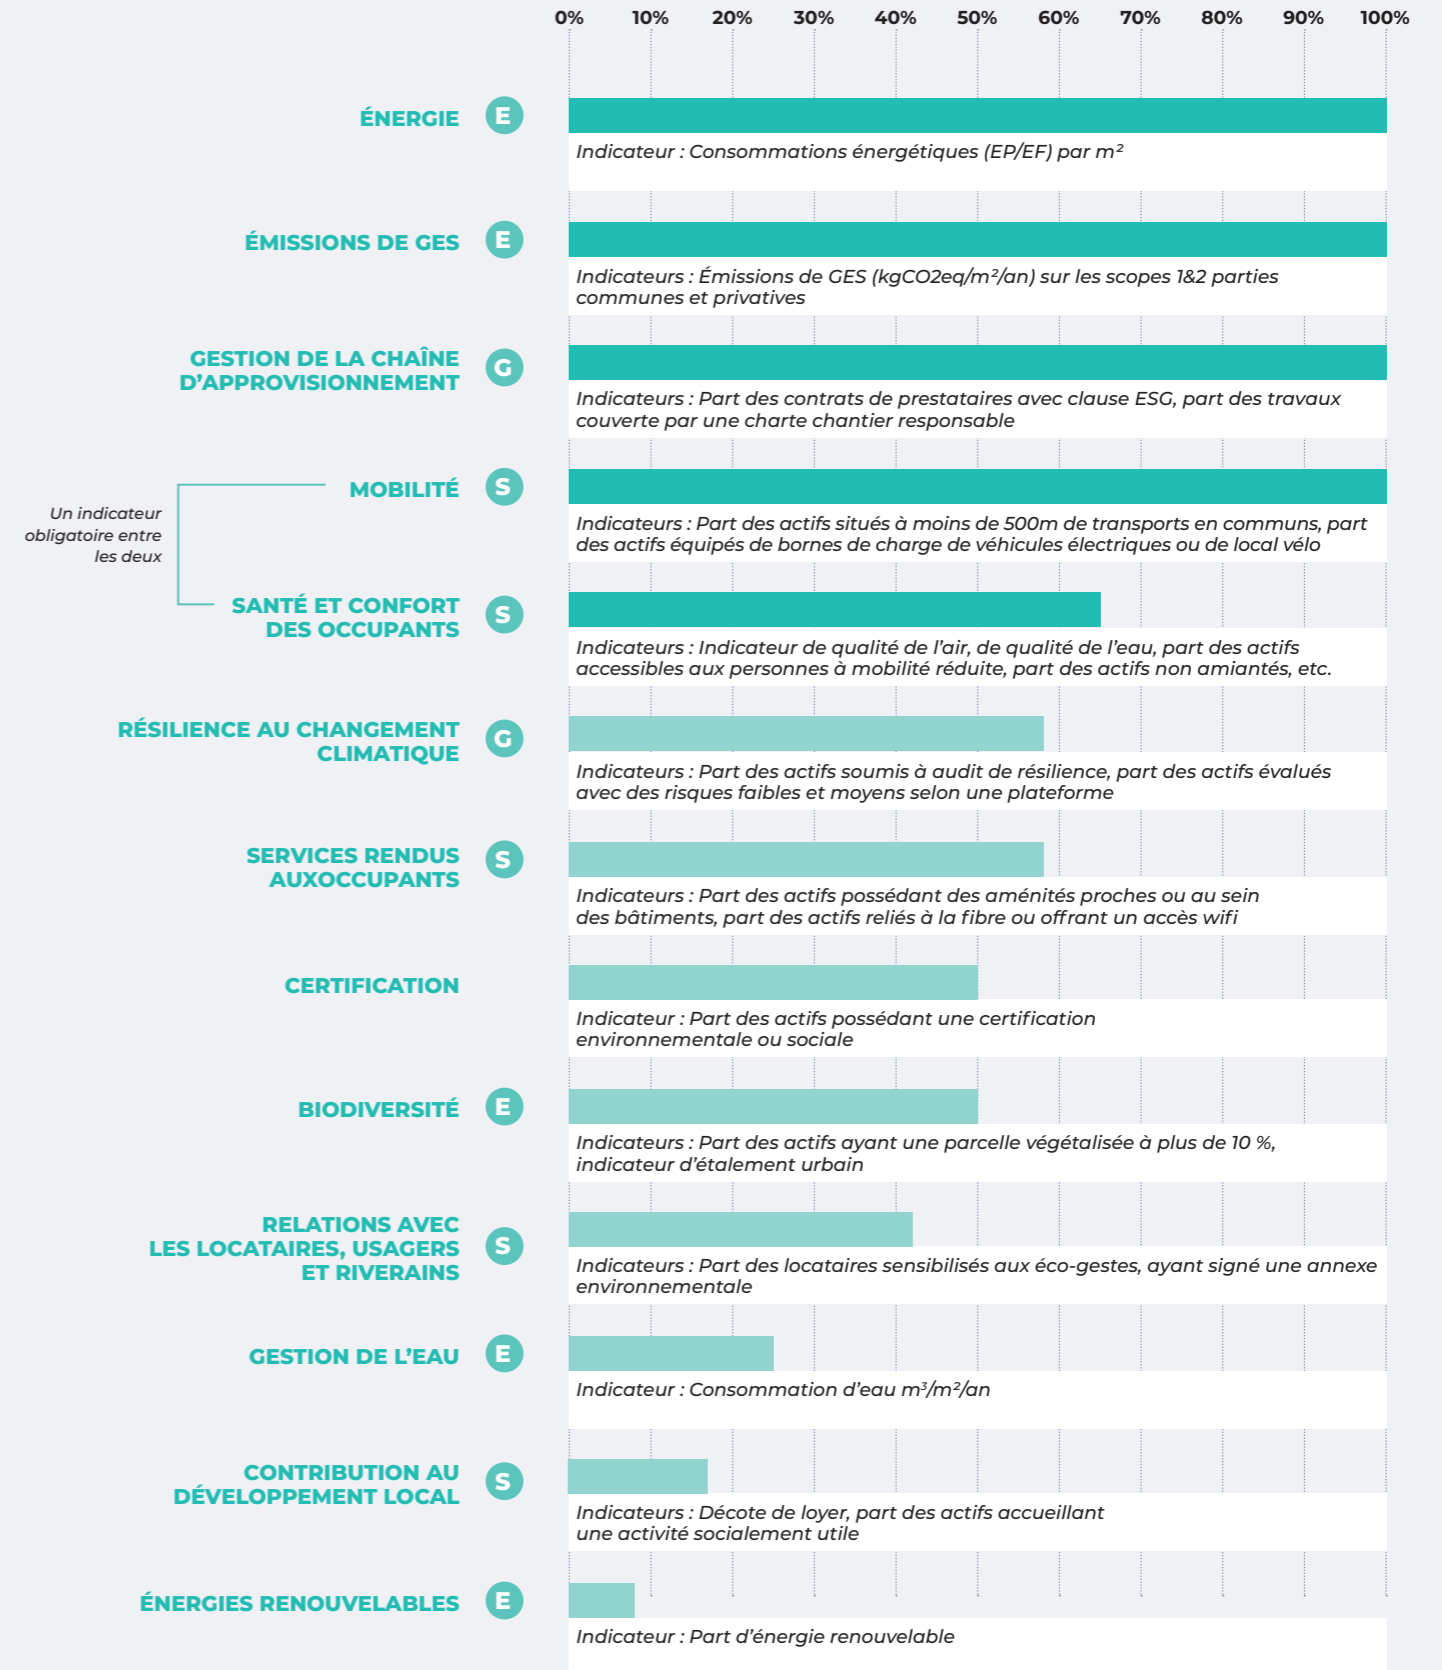 0% 10% 20% 30% 40% 50% 60% 70% 80% 90% 100%
ÉNERGIE E
Indicateur : Consommations énergétiques (EP/EF) par m²
ÉMISSIONS DE GES E
Indicateurs : Émissions de GES (kgCO2eq/m²/an) sur les scopes 1&2 parties
communes et privatives
GESTION DE LA CHAÎNE
D’APPROVISIONNEMENT G
Indicateurs : Part des contrats de prestataires avec clause ESG, part des travaux
couverte par une charte chantier responsable
Un indicateur
obligatoire entre
les deux
MOBILITÉ S
Indicateurs : Part des actifs situés à moins de 500m de transports en communs, part
des actifs équipés de bornes de charge de véhicules électriques ou de local vélo
SANTÉ ET CONFORT
DES OCCUPANTS S
Indicateurs : Indicateur de qualité de l’air, de qualité de l’eau, part des actifs
accessibles aux personnes à mobilité réduite, part des actifs non amiantés, etc.
RÉSILIENCE AU CHANGEMENT
CLIMATIQUE G
Indicateurs : Part des actifs soumis à audit de résilience, part des actifs évalués
avec des risques faibles et moyens selon une plateforme
SERVICES RENDUS
AUXOCCUPANTS S
Indicateurs : Part des actifs possédant des aménités proches ou au sein
des bâtiments, part des actifs reliés à la fibre ou offrant un accès wifi
CERTIFICATION
Indicateur : Part des actifs possédant une certification
environnementale ou sociale
BIODIVERSITÉ E
Indicateurs : Part des actifs ayant une parcelle végétalisée à plus de 10 %,
indicateur d’étalement urbain
RELATIONS AVEC
LES LOCATAIRES, USAGERS
ET RIVERAINS S
Indicateurs : Part des locataires sensibilisés aux éco-gestes, ayant signé une annexe
environnementale
GESTION DE L’EAU E
Indicateur : Consommation d’eau m³/m²/an
CONTRIBUTION AU
DÉVELOPPEMENT LOCAL S
Indicateurs : Décote de loyer, part des actifs accueillant
une activité socialement utile
ÉNERGIES RENOUVELABLES E
Indicateur : Part d’énergie renouvelable